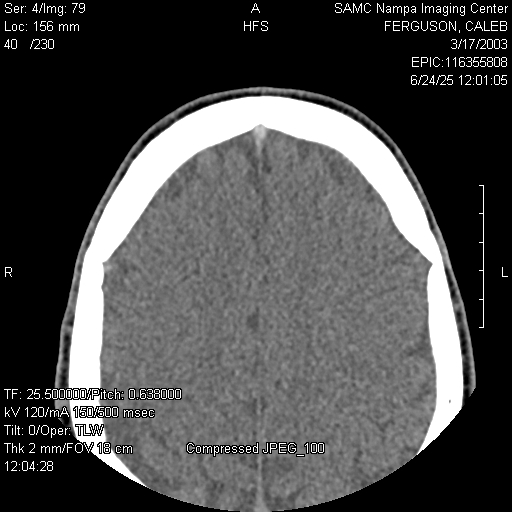 Ser: 4/Img: 79
Loc: 156 mm
40 /230
A
HFS
SAMC Nampa Imaging Center
FERGUSON, CALEB
3/17/2003
EPIC:116355808
6/24/25 12:01:05
R
L
TF: 25.500000/Pitch: 0.638000
kV 120/mA 150/500 msec
Tilt: 0/Oper: TLW
Thk 2 mm/FOV 18 cm
12:04:28
Compressed JPEG_100